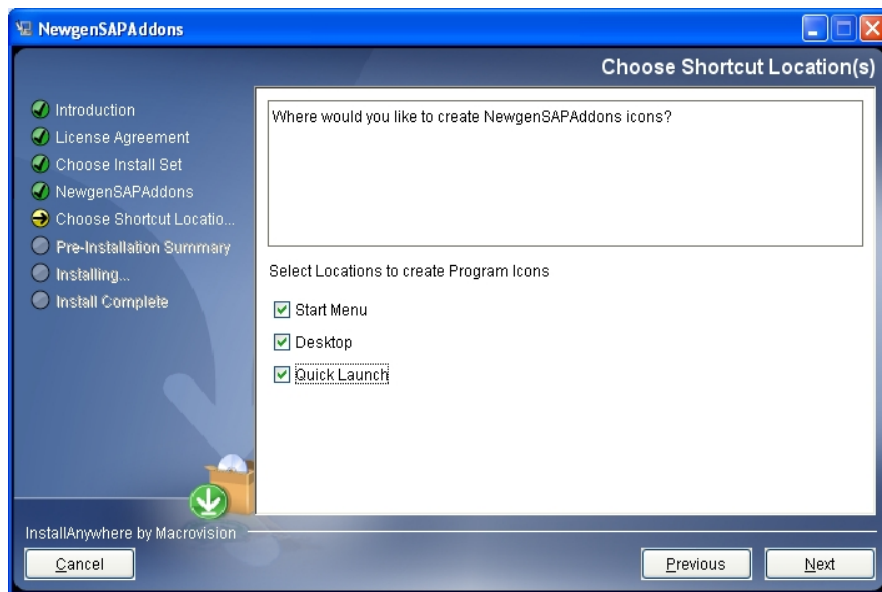 NewgenSAPAddons
Choose Shortcut Location(s)
Introduction
License Agreement
Choose Install Set
NewgenSAPAddons
Choose Shortcut Locatio...
Pre-Installation Summary
Installing...
Install Complete
Where would you like to create NewgenSAPAddons icons?
Select Locations to create Program Icons
Start Menu
Desktop
Quick Launch
InstallAnywhere by Macrovision
Cancel
Previous
Next